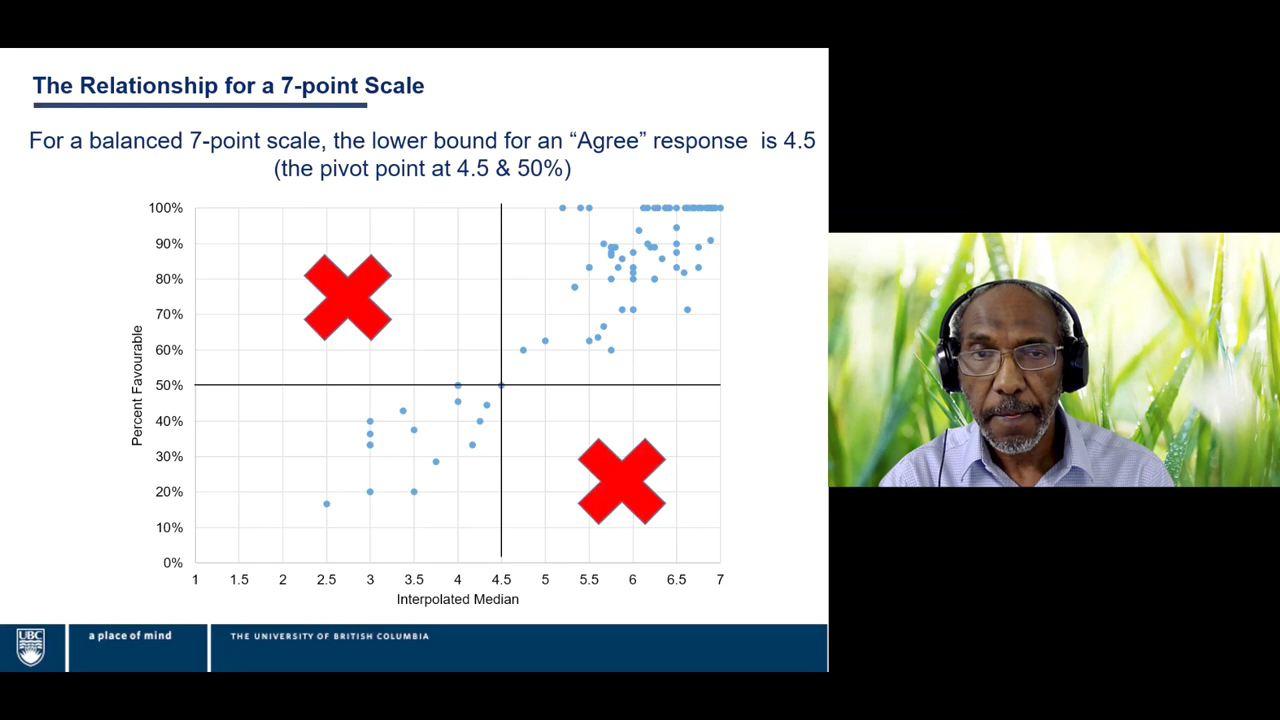 The Relationship for a 7-point Scale
For a balanced 7-point scale, the lower bound for an “Agree” response is 4.5
(the pivot point at 4.5 & 50%)
100%
90%
80%
70%
60%
50%
40%
30%
20%
10%
0%
Percent Favourable
1 1.5 2 2.5 3 3.5 4 4.5 5 5.5 6 6.5 7
Interpolated Median
UBC
a place of mind
THE UNIVERSITY OF BRITISH COLUMBIA